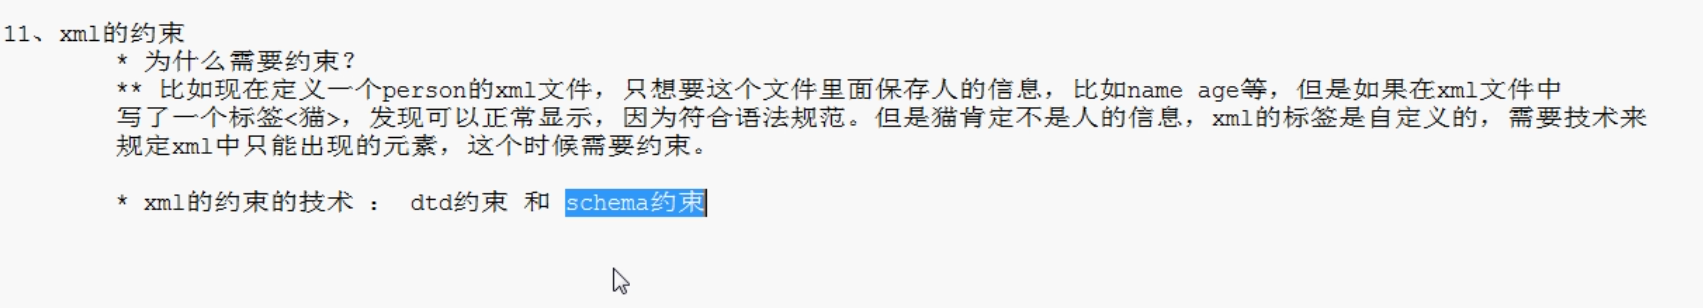 11、xml的约束
* 为什么需要约束？
** 比如现在定义一个person的xml文件，只想要这个文件里面保存人的信息，比如name age等，但是如果在xml文件中
写了一个标签<猫>，发现可以正常显示，因为符合语法规范。但是猫肯定不是人的信息，xml的标签是自定义的，需要技术来
规定xml中只能出现的元素，这个时候需要约束。
* xml的约束的技术 ： dtd约束 和 schema约束